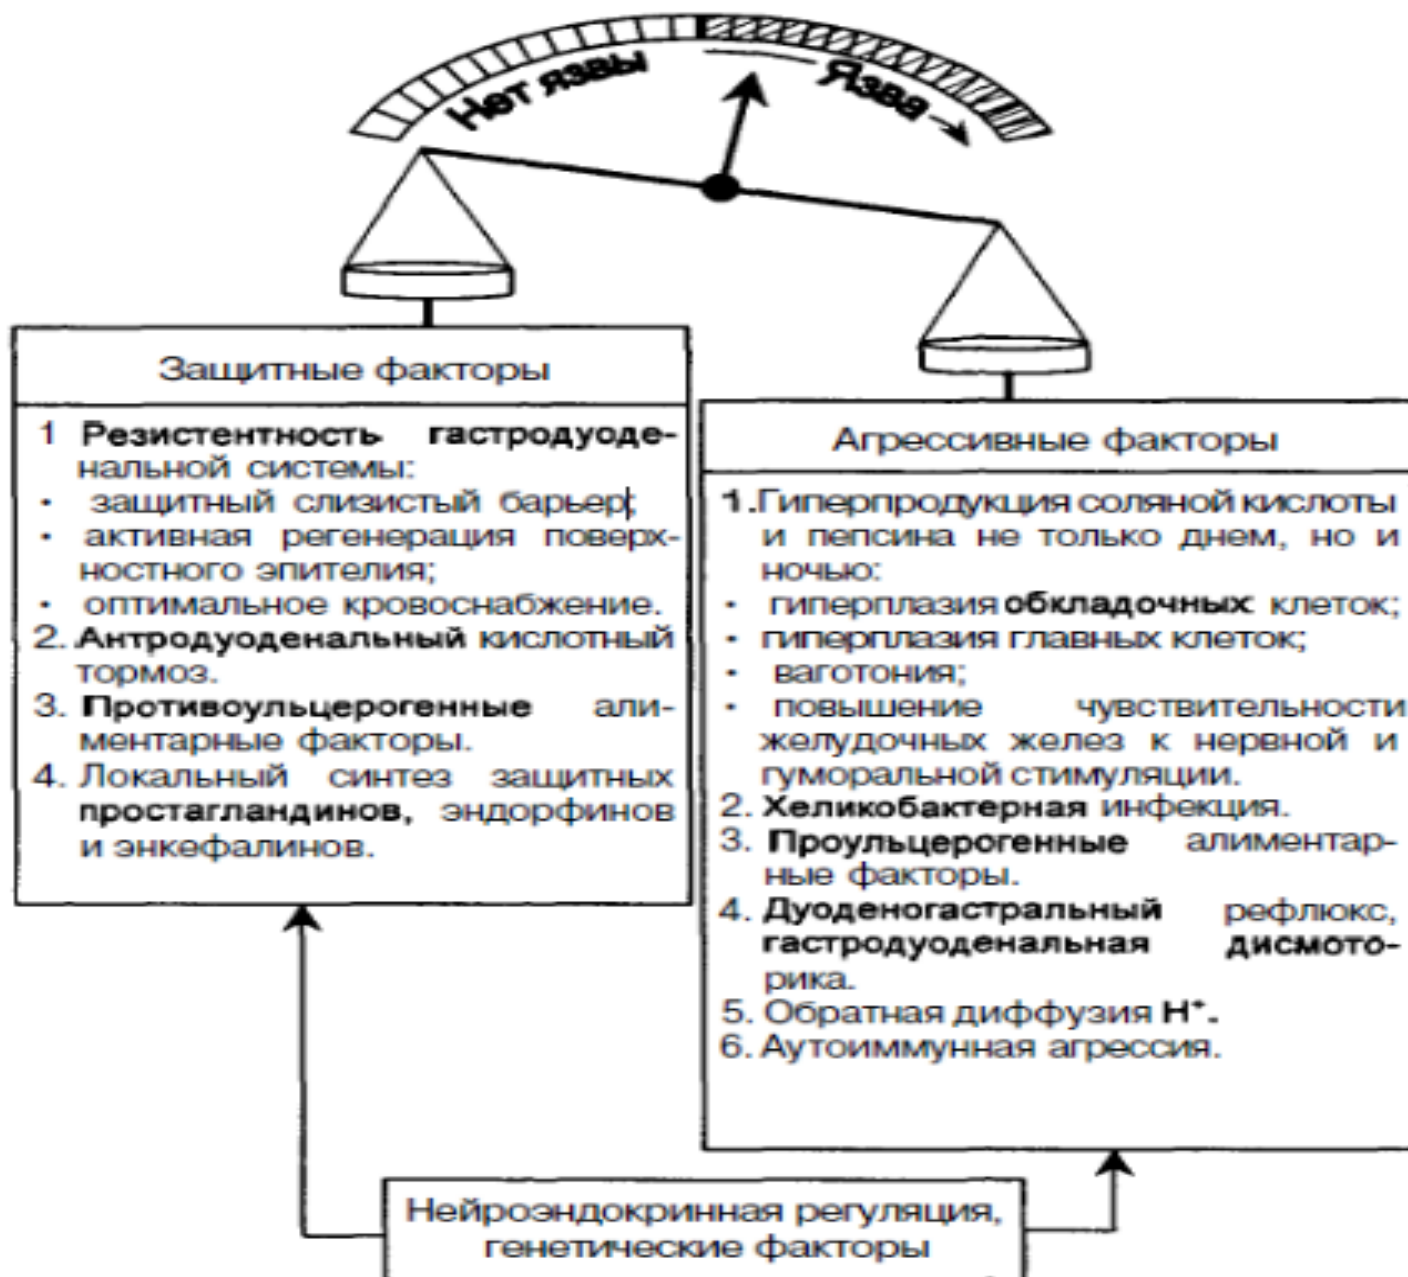 Нет язвы
Язва
Защитные факторы
1 Резистентность гастродуоде-
нальной системы:
• защитный слизистый барьер;
• активная регенерация поверх-
ностного эпителия;
• оптимальное кровоснабжение.
2. Антродуоденальный кислотный
тормоз.
3. Противоульцерогенные али-
ментарные факторы.
4. Локальный синтез защитных
простагландинов, эндорфинов
и энкефалинов.
Агрессивные факторы
1.Гиперпродукция соляной кислоты
и пепсина не только днем, но и
ночью:
• гиперплазия обкладочных клеток;
• гиперплазия главных клеток;
• ваготония;
• повышение чувствительности
желудочных желез к нервной и
гуморальной стимуляции.
2. Хеликобактерная инфекция.
3. Проульцерогенные алиментар-
ные факторы.
4. Дуоденогастральный рефлюкс,
гастродуоденальная дисмото-
рика.
5. Обратная диффузия H⁺.
6. Аутоиммунная агрессия.
Нейроэндокринная регуляция,
генетические факторы